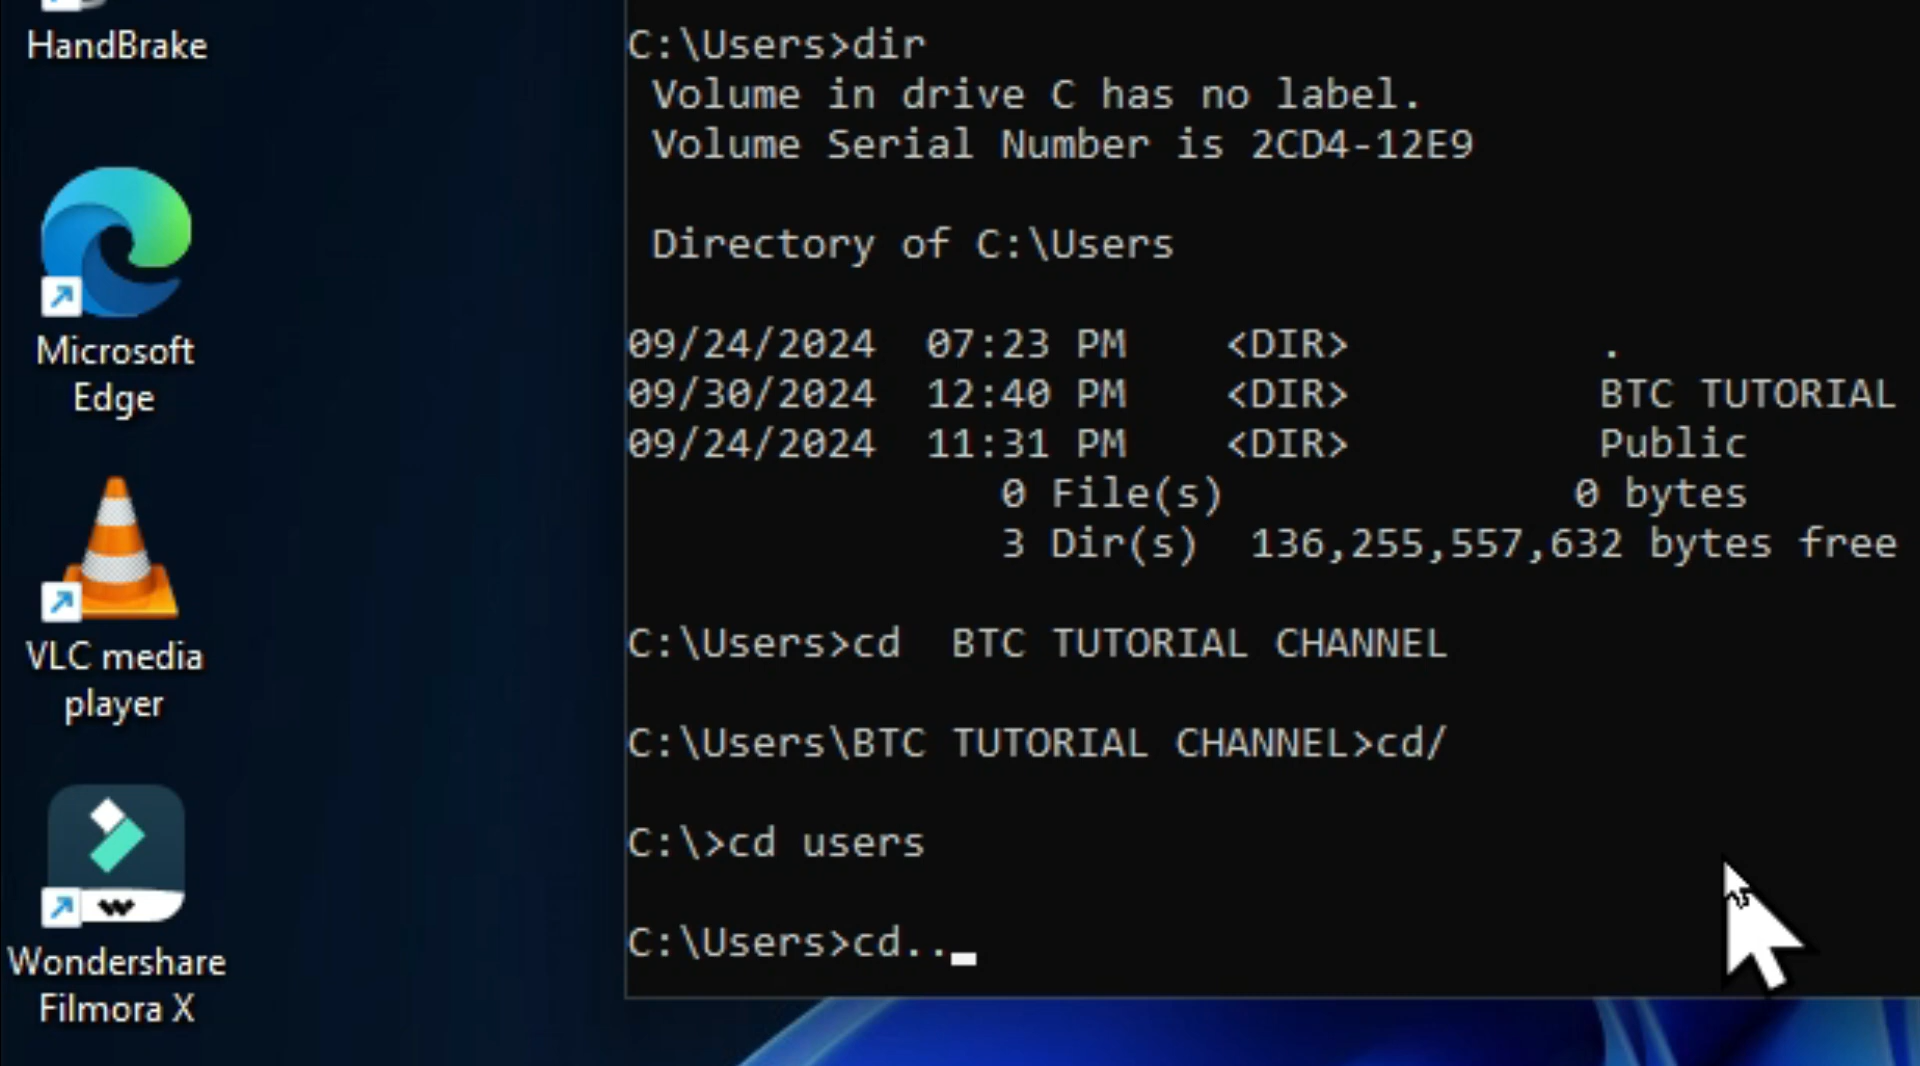 HandBrake
Microsoft
Edge
VLC media
player
Wondershare
Filmora X
C:\Users>dir
Volume in drive C has no label.
Volume Serial Number is 2CD4-12E9
Directory of C:\Users
09/24/2024  07:23 PM    <DIR>          .
09/30/2024  12:40 PM    <DIR>          BTC TUTORIAL
09/24/2024  11:31 PM    <DIR>          Public
0 File(s)              0 bytes
3 Dir(s)  136,255,557,632 bytes free
C:\Users>cd  BTC TUTORIAL CHANNEL
C:\Users\BTC TUTORIAL CHANNEL>cd/
C:\>cd users
C:\Users>cd..